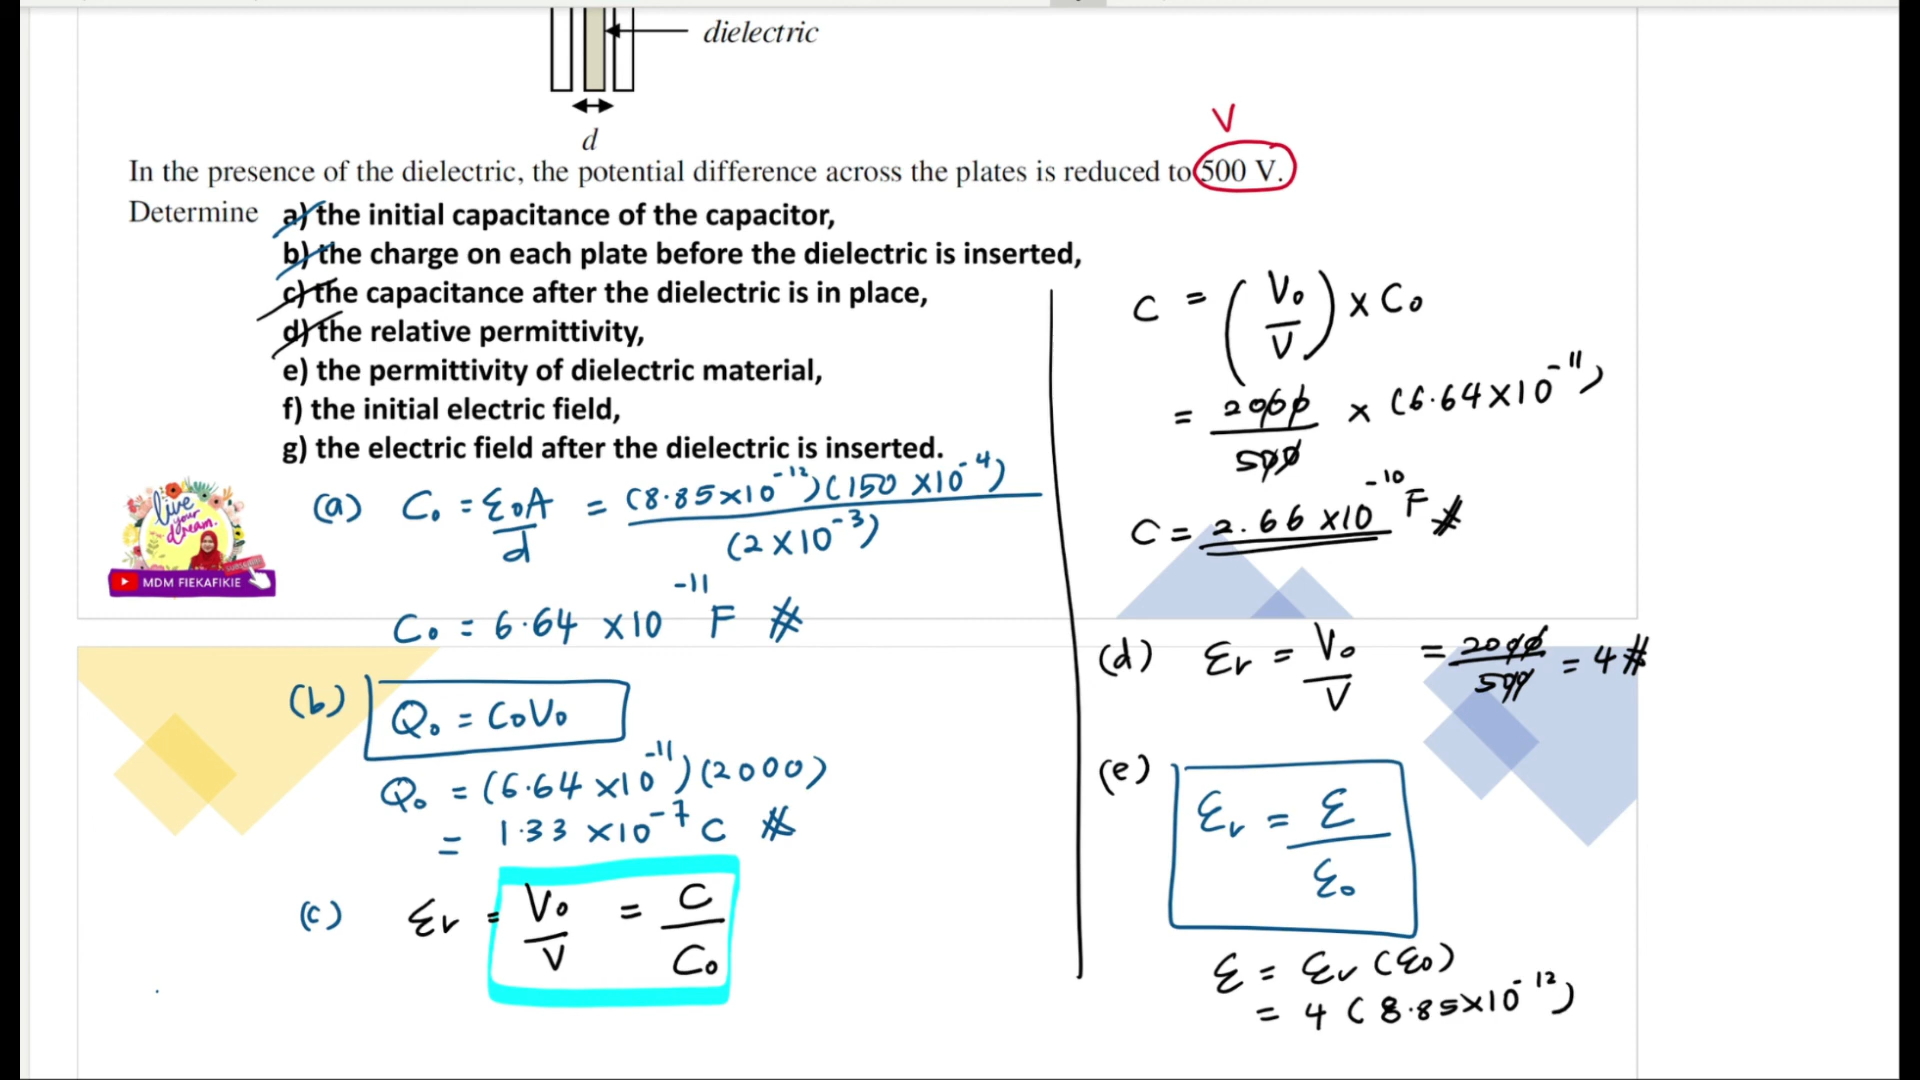 dielectric
d
V
In the presence of the dielectric, the potential difference across the plates is reduced to 500 V.
Determine a) the initial capacitance of the capacitor,
b) the charge on each plate before the dielectric is inserted,
c) the capacitance after the dielectric is in place,
d) the relative permittivity,
e) the permittivity of dielectric material,
f) the initial electric field,
g) the electric field after the dielectric is inserted.
live your dream.
SUBSCRIBE
MDM FIEKAFIKIE
(a) C₀ = ε₀A/d = (8.85×10⁻¹²)(150 ×10⁻⁴)/(2×10⁻³)
C₀ = 6.64 ×10⁻¹¹ F #
(b) Q₀ = C₀V₀
Q₀ = (6.64 ×10⁻¹¹)(2000)
= 1.33 ×10⁻⁷ C #
(c) εr = V₀/V = C/C₀
C = (V₀/V) × C₀
= 2000/500 × (6.64×10⁻¹¹)
C = 2.66 ×10⁻¹⁰ F #
(d) εr = V₀/V = 2000/500 = 4 #
(e) εr = ε/ε₀
ε = εr (ε₀)
= 4 (8.85×10⁻¹²)